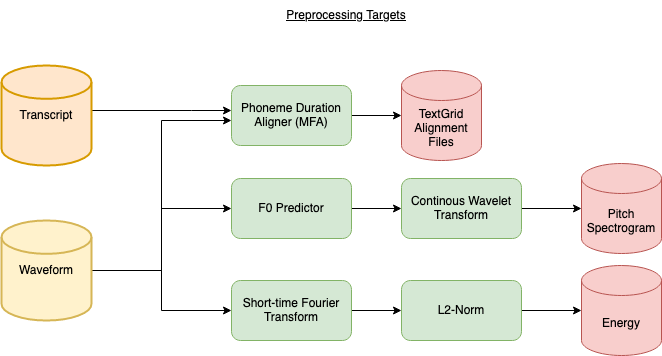 Preprocessing Targets
Transcript
Phoneme Duration
Aligner (MFA)
TextGrid
Alignment
Files
F0 Predictor
Continous Wavelet
Transform
Pitch
Spectrogram
Waveform
Short-time Fourier
Transform
L2-Norm
Energy